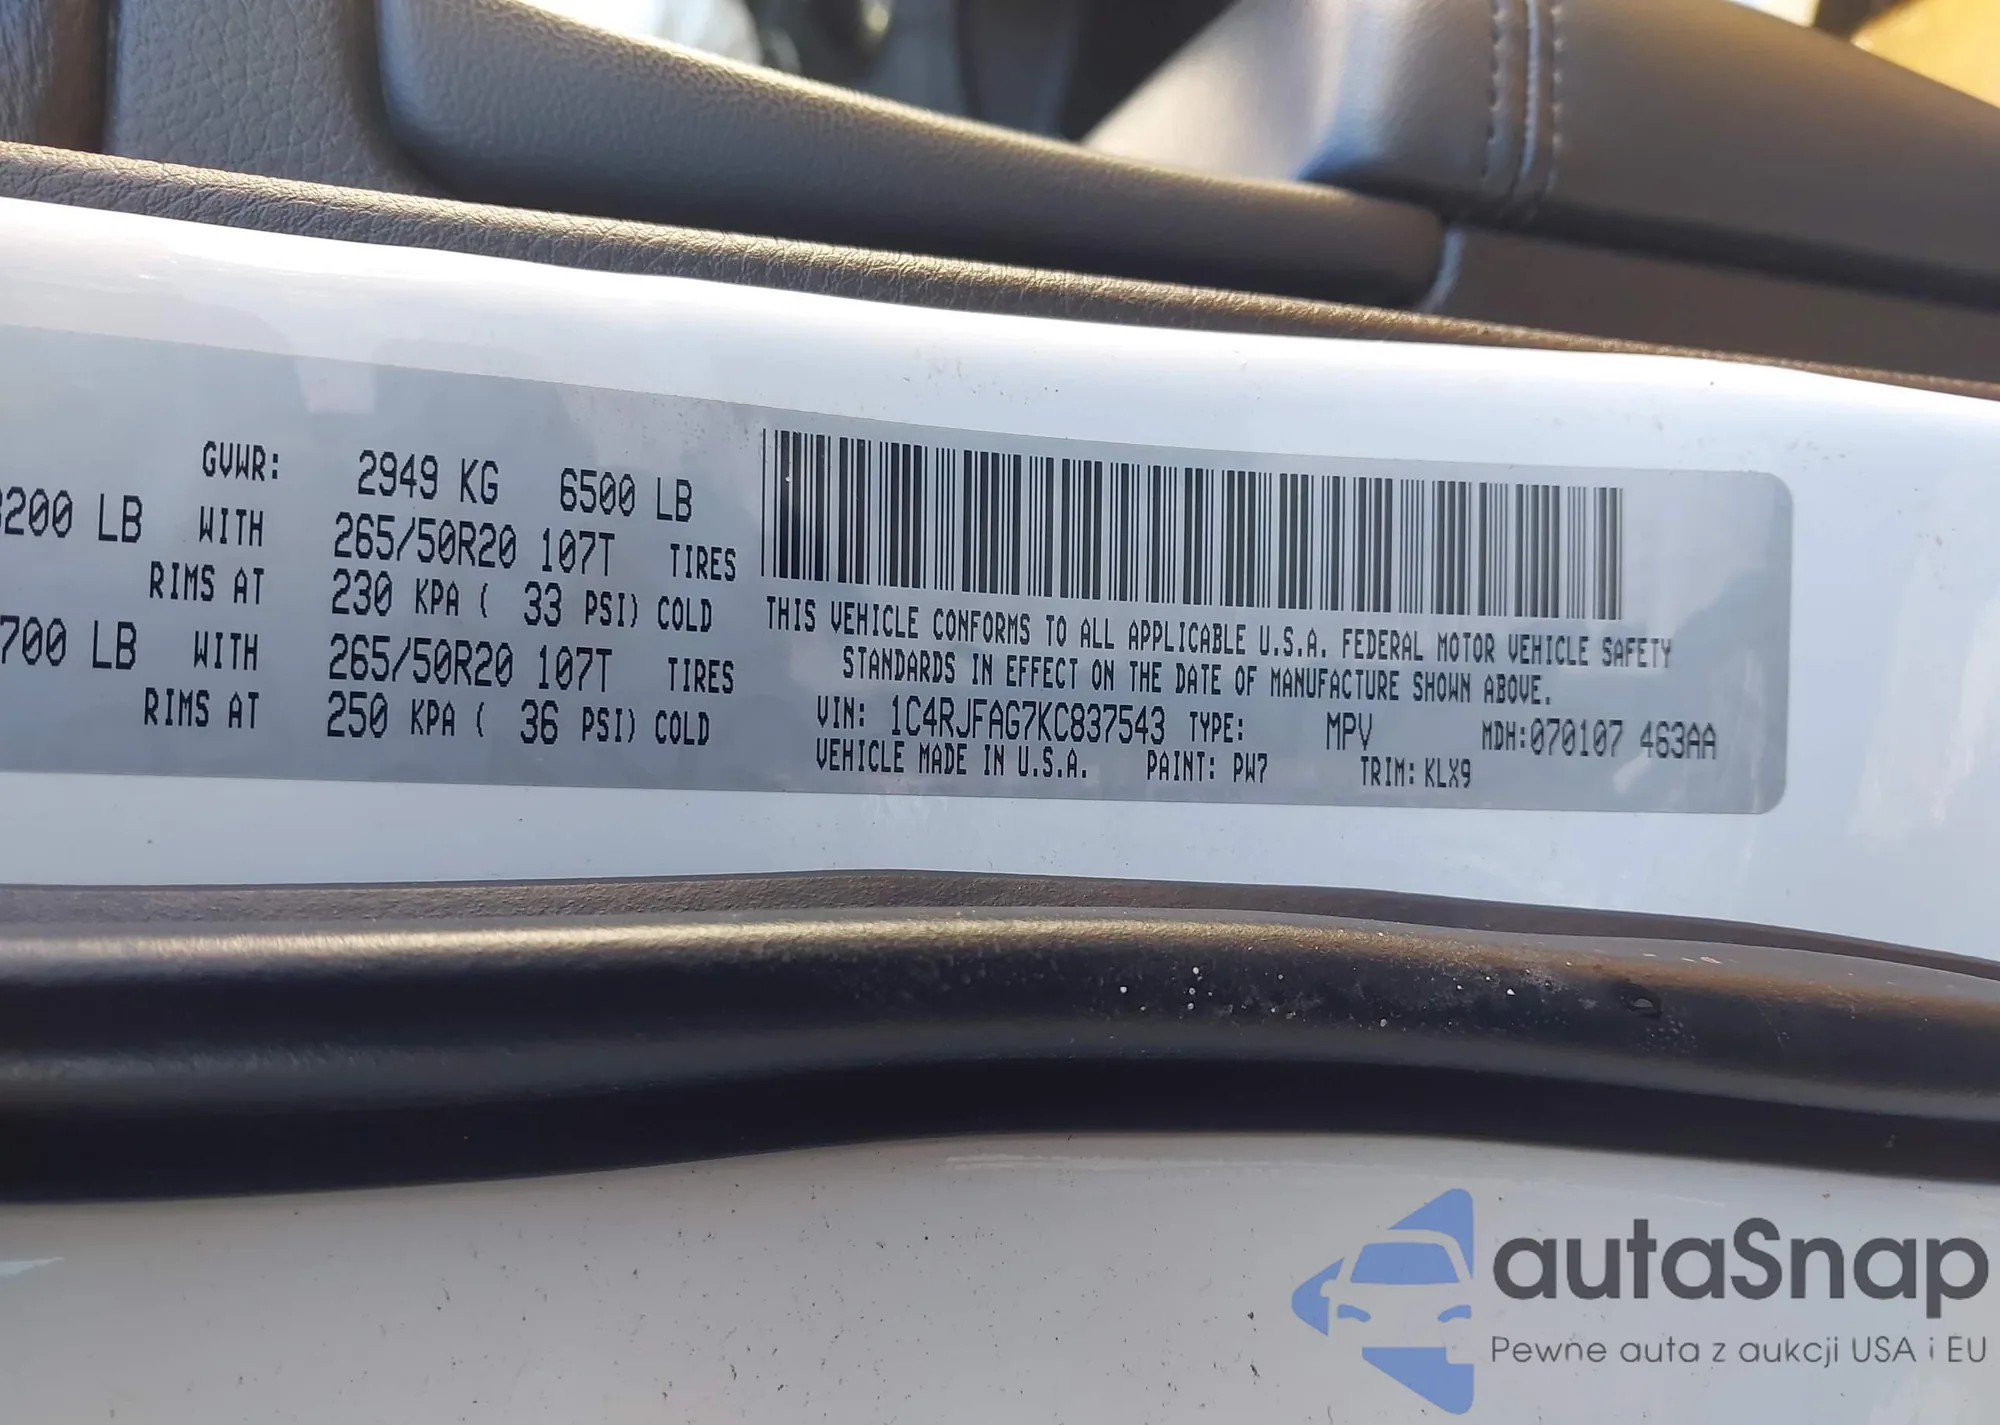 GVWR: 2949 KG 6500 LB
200 LB WITH 265/50R20 107T TIRES
RIMS AT 230 KPA ( 33 PSI) COLD
700 LB WITH 265/50R20 107T TIRES
RIMS AT 250 KPA ( 36 PSI) COLD
THIS VEHICLE CONFORMS TO ALL APPLICABLE U.S.A. FEDERAL MOTOR VEHICLE SAFETY
STANDARDS IN EFFECT ON THE DATE OF MANUFACTURE SHOWN ABOVE.
VIN: 1C4RJFAG7KC837543 TYPE: MPV MDH:070107 463AA
VEHICLE MADE IN U.S.A. PAINT: PW7 TRIM: KLX9
autaSnap
Pewne auta z aukcji USA i EU